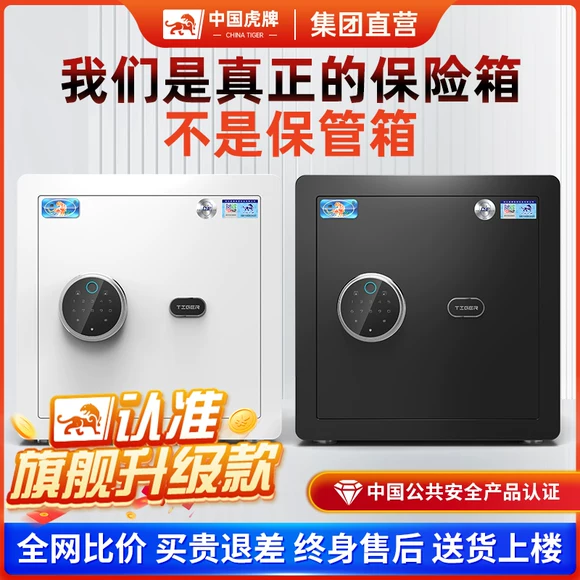 中国虎牌
CHINA TIGER
集团直营
我们是真正的保险箱
不是保管箱
TIGER
TIGER
认准
旗舰升级款
中国公共安全产品认证
全网比价 买贵退差 终身售后 送货上楼